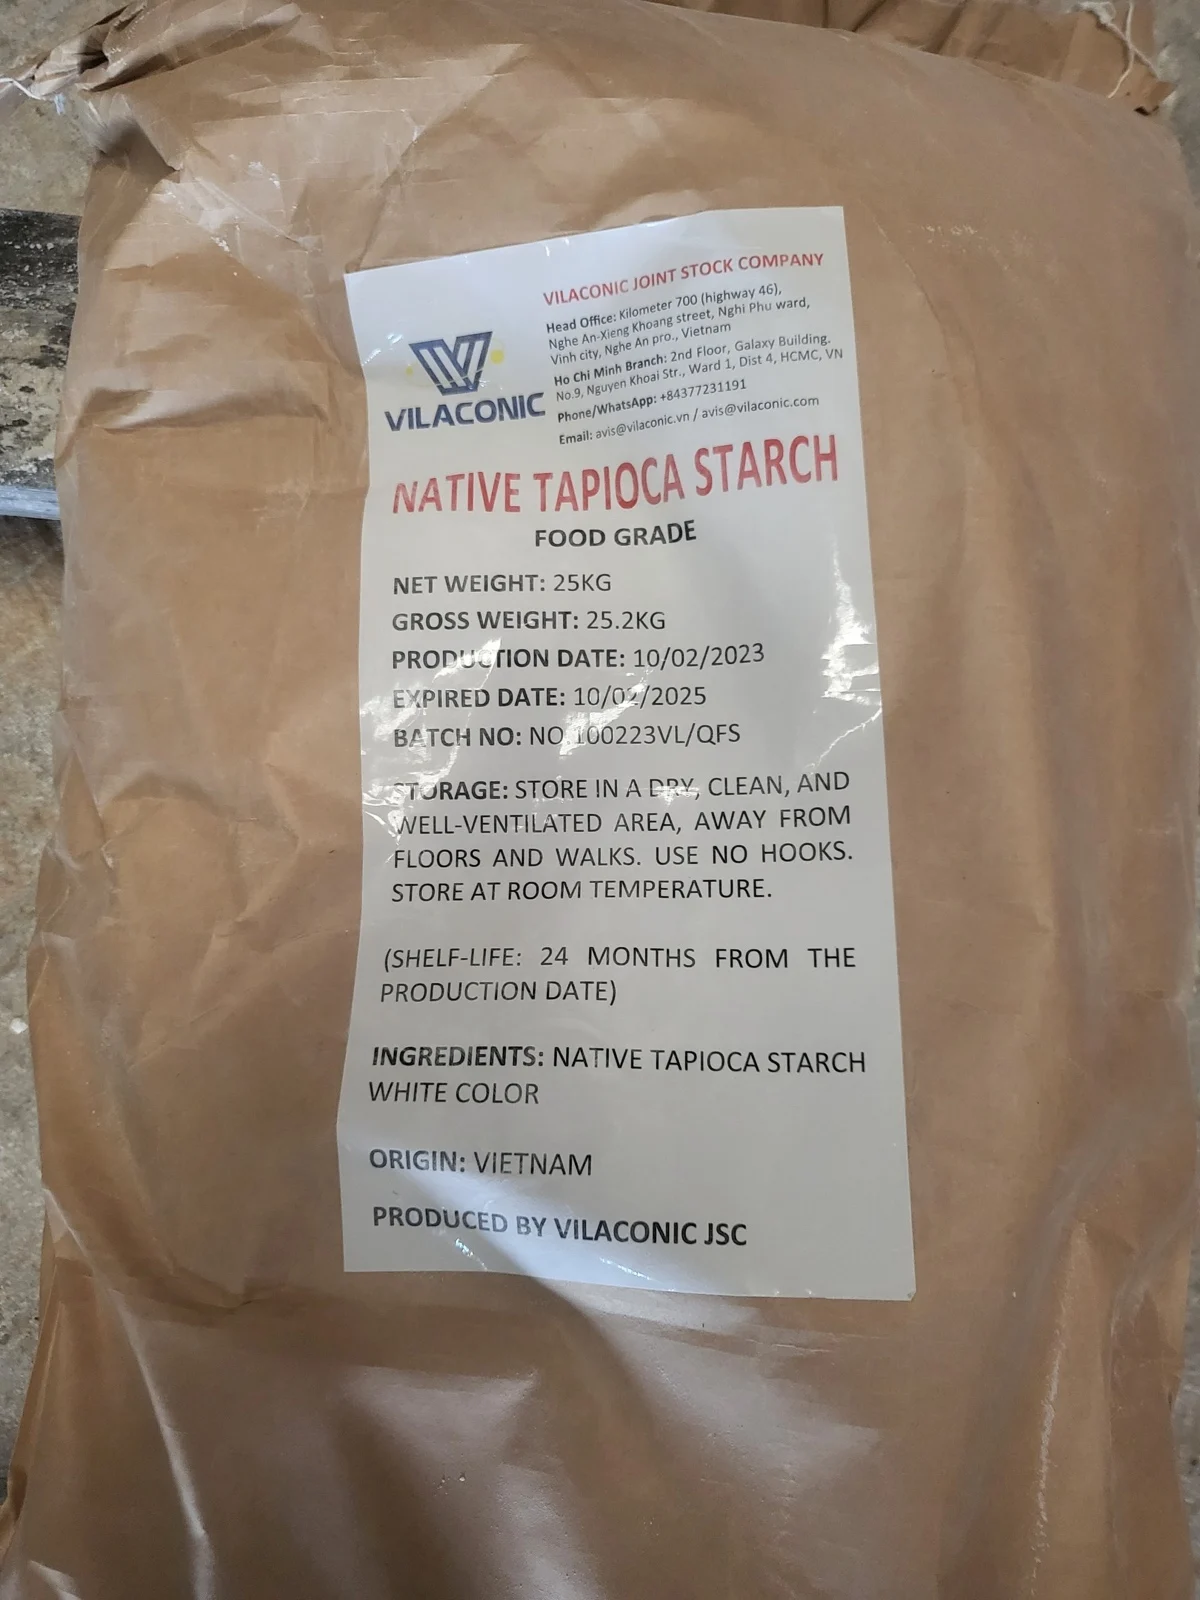 VILACONIC
VILACONIC JOINT STOCK COMPANY
Head Office: Kilometer 700 (highway 46),
Nghe An-Xieng Khoang street, Nghi Phu ward,
Vinh city, Nghe An pro., Vietnam
Ho Chi Minh Branch: 2nd Floor, Galaxy Building.
No.9, Nguyen Khoai Str., Ward 1, Dist 4, HCMC, VN
Phone/WhatsApp: +84377231191
Email: avis@vilaconic.vn / avis@vilaconic.com
NATIVE TAPIOCA STARCH
FOOD GRADE
NET WEIGHT: 25KG
GROSS WEIGHT: 25.2KG
PRODUCTION DATE: 10/02/2023
EXPIRED DATE: 10/02/2025
BATCH NO: NO.100223VL/QFS
STORAGE: STORE IN A DRY, CLEAN, AND
WELL-VENTILATED AREA, AWAY FROM
FLOORS AND WALKS. USE NO HOOKS.
STORE AT ROOM TEMPERATURE.
(SHELF-LIFE: 24 MONTHS FROM THE
PRODUCTION DATE)
INGREDIENTS: NATIVE TAPIOCA STARCH
WHITE COLOR
ORIGIN: VIETNAM
PRODUCED BY VILACONIC JSC